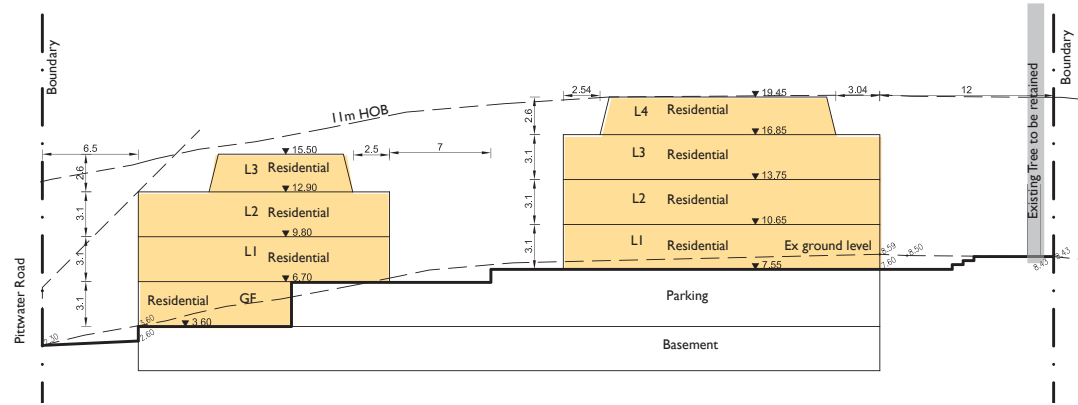 Boundary
Pittwater Road
6.5
2.6
3.1
3.1
3.1
11m HOB
15.50
L3 Residential
12.90
2.5
7
L2 Residential
9.80
L1 Residential
6.70
Residential GF
3.60
3.60
2.60
2.30
2.54
19.45
3.04
12
2.6
L4 Residential
16.85
3.1
L3 Residential
13.75
3.1
L2 Residential
10.65
3.1
L1 Residential
Ex ground level
7.55
8.59
8.50
7.60
Parking
Basement
Existing Tree to be retained
Boundary
8.43
8.43